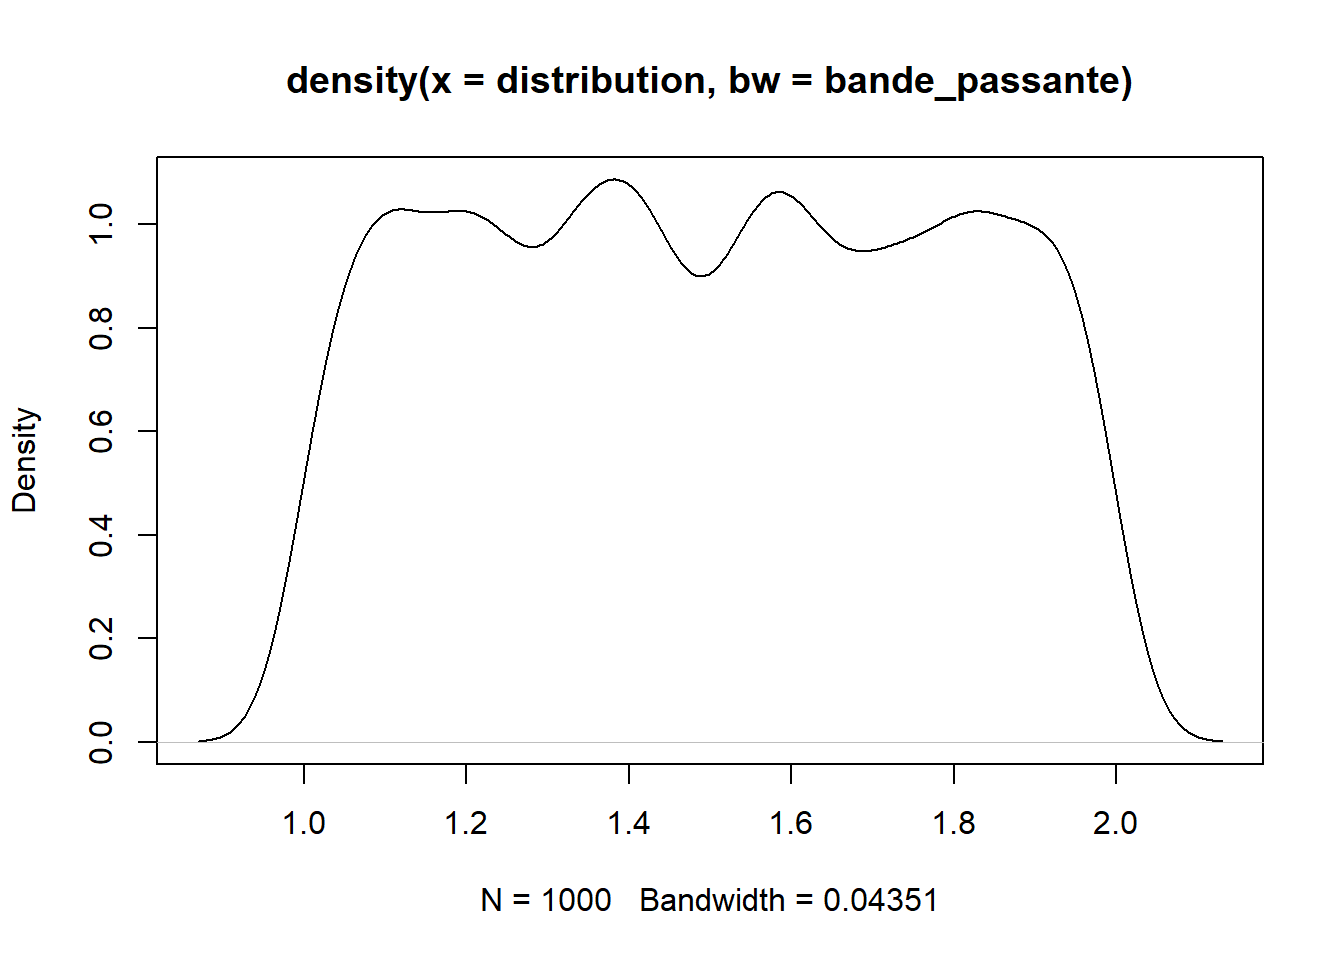 density(x = distribution, bw = bande_passante)
Density
1.0
0.8
0.6
0.4
0.2
0.0
1.0 1.2 1.4 1.6 1.8 2.0
N = 1000 Bandwidth = 0.04351